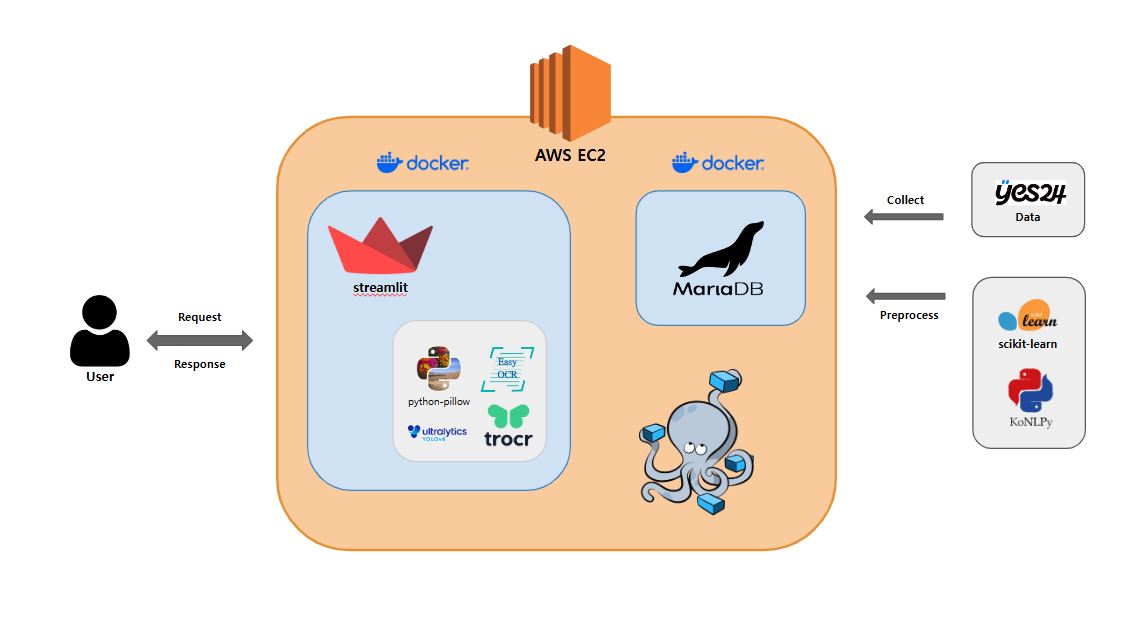 AWS EC2
docker
docker
streamlit
MariaDB
YES24
Data
Collect
Preprocess
scikit
learn
scikit-learn
KoNLPy
Request
Response
User
Easy
OCR
python-pillow
ultralytics
YOLOv8
trocr